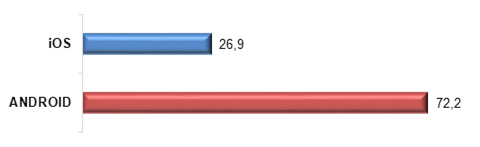 iOS 26,9
ANDROID 72,2